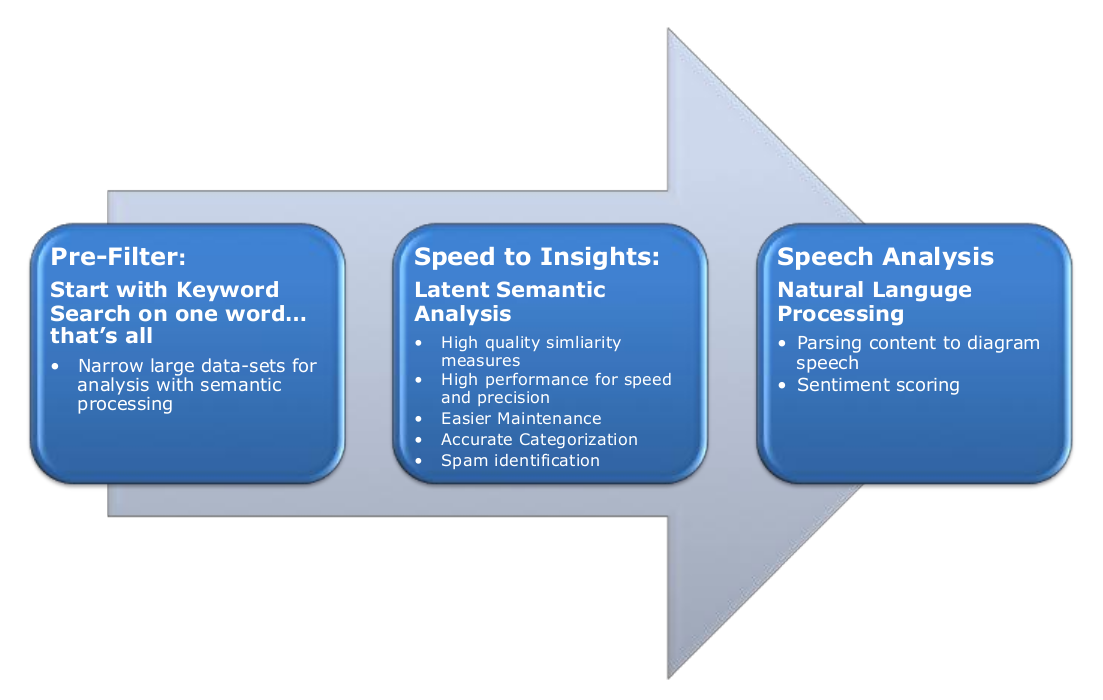 Pre-Filter:
Start with Keyword
Search on one word…
that’s all
• Narrow large data-sets for
analysis with semantic
processing
Speed to Insights:
Latent Semantic
Analysis
• High quality simliarity
measures
• High performance for speed
and precision
• Easier Maintenance
• Accurate Categorization
• Spam identification
Speech Analysis
Natural Languge
Processing
• Parsing content to diagram
speech
• Sentiment scoring